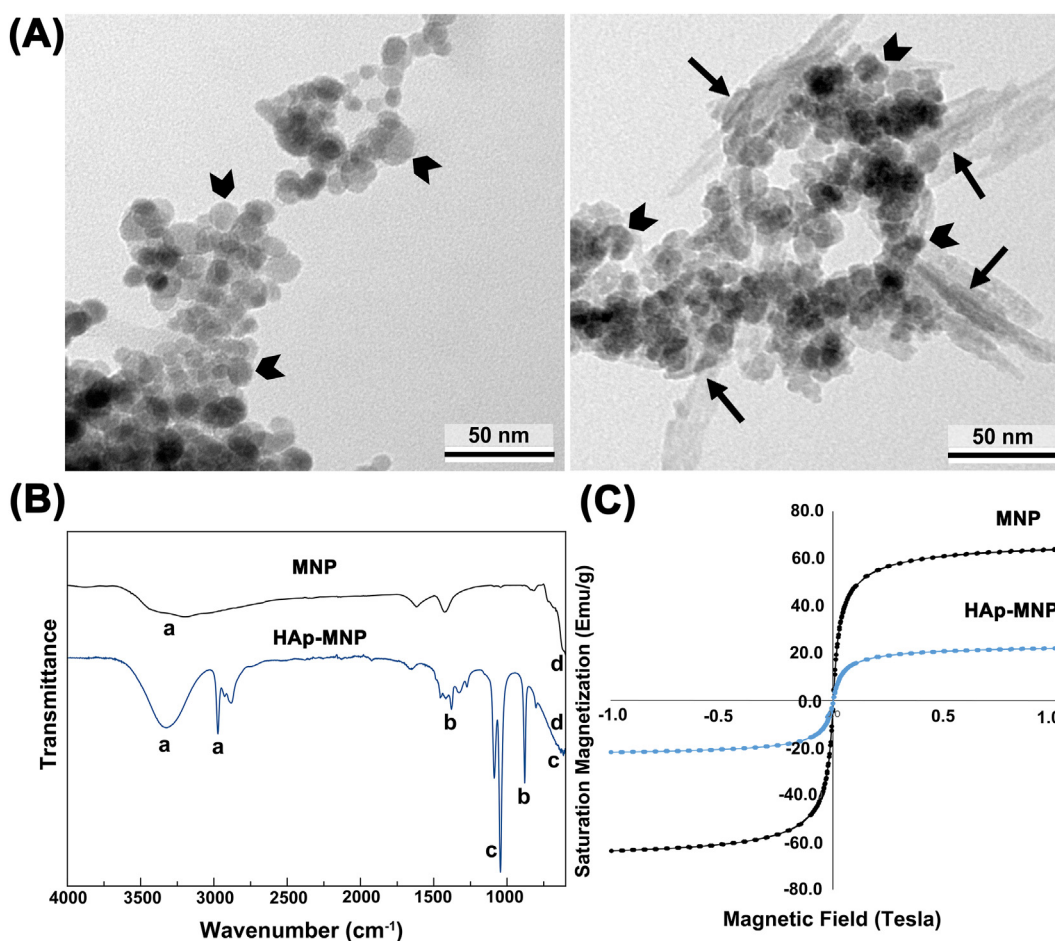 (A)
50 nm
50 nm
(B)
MNP
a
HAp-MNP
d
d
a
a
b
b
c
c
Transmittance
4000 3500 3000 2500 2000 1500 1000
Wavenumber (cm⁻¹)
(C)
80.0
MNP
60.0
40.0
HAp-MNP
20.0
0.0
-1.0 -0.5 0 0.5 1.0
-20.0
-40.0
-60.0
-80.0
Saturation Magnetization (Emu/g)
Magnetic Field (Tesla)